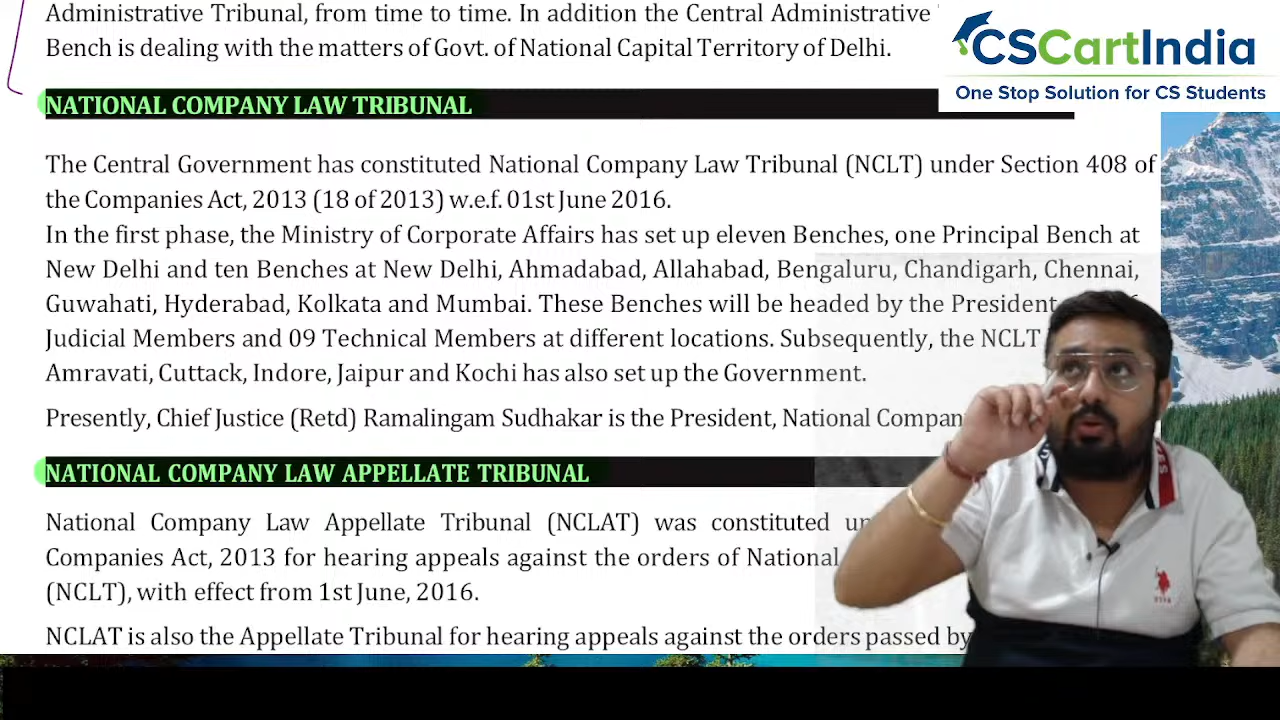 Administrative Tribunal, from time to time. In addition the Central Administrative
Bench is dealing with the matters of Govt. of National Capital Territory of Delhi.
CSCartIndia
One Stop Solution for CS Students
NATIONAL COMPANY LAW TRIBUNAL
The Central Government has constituted National Company Law Tribunal (NCLT) under Section 408 of
the Companies Act, 2013 (18 of 2013) w.e.f. 01st June 2016.
In the first phase, the Ministry of Corporate Affairs has set up eleven Benches, one Principal Bench at
New Delhi and ten Benches at New Delhi, Ahmadabad, Allahabad, Bengaluru, Chandigarh, Chennai,
Guwahati, Hyderabad, Kolkata and Mumbai. These Benches will be headed by the President
Judicial Members and 09 Technical Members at different locations. Subsequently, the NCLT
Amravati, Cuttack, Indore, Jaipur and Kochi has also set up the Government.
Presently, Chief Justice (Retd) Ramalingam Sudhakar is the President, National
NATIONAL COMPANY LAW APPELLATE TRIBUNAL
National Company Law Appellate Tribunal (NCLAT) was constituted
Companies Act, 2013 for hearing appeals against the orders of National
(NCLT), with effect from 1st June, 2016.
NCLAT is also the Appellate Tribunal for hearing appeals against the orders passed by